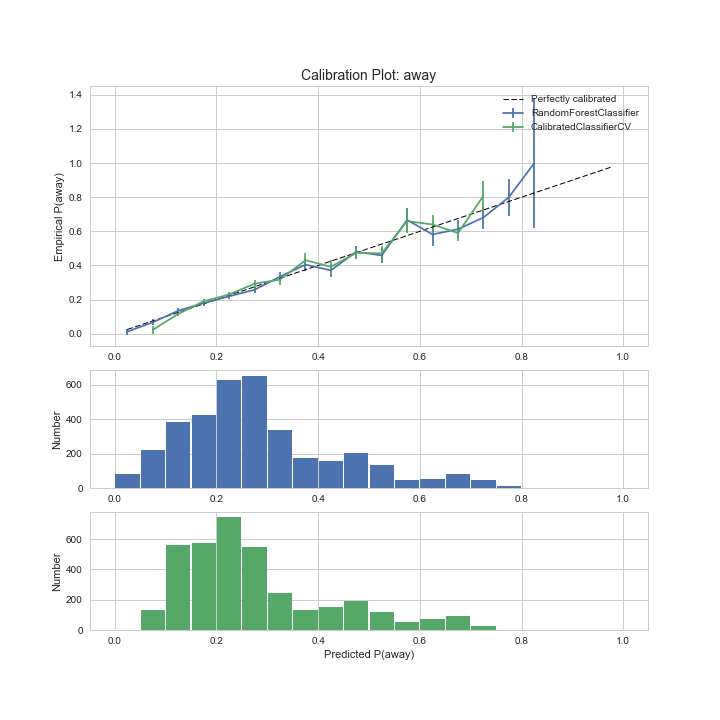 Calibration Plot: away
1.4
1.2
1.0
0.8
0.6
0.4
0.2
0.0
Empirical P(away)
Perfectly calibrated
RandomForestClassifier
CalibratedClassifierCV
0.0 0.2 0.4 0.6 0.8 1.0
600
400
200
0
Number
0.0 0.2 0.4 0.6 0.8 1.0
600
400
200
0
Number
0.0 0.2 0.4 0.6 0.8 1.0
Predicted P(away)